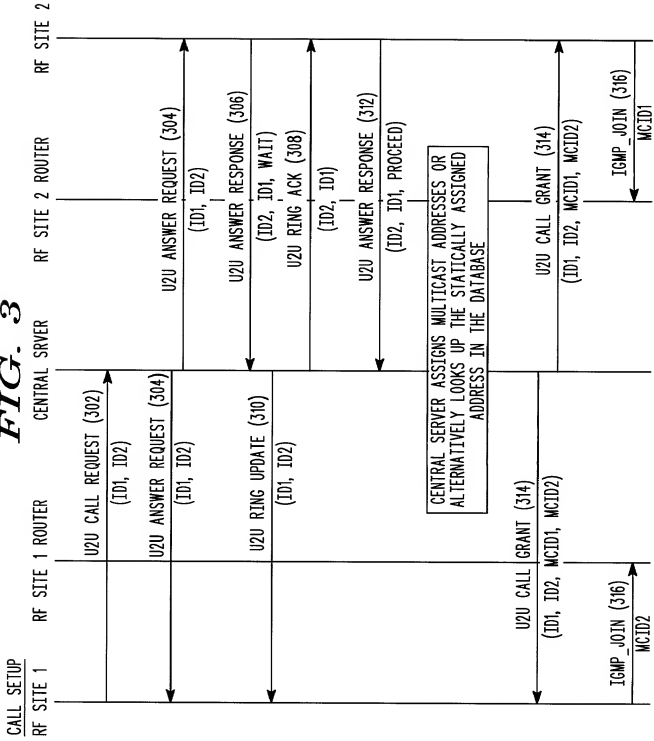 FIG. 3
CALL SETUP
RF SITE 1
RF SITE 1 ROUTER
CENTRAL SRVER
RF SITE 2 ROUTER
RF SITE 2
U2U CALL REQUEST (302)
(ID1, ID2)
U2U ANSWER REQUEST (304)
(ID1, ID2)
U2U ANSWER REQUEST (304)
(ID1, ID2)
U2U ANSWER RESPONSE (306)
(ID2, ID1, WAIT)
U2U RING UPDATE (310)
(ID1, ID2)
U2U RING ACK (308)
(ID2, ID1)
U2U ANSWER RESPONSE (312)
(ID2, ID1, PROCEED)
CENTRAL SERVER ASSIGNS MULTICAST ADDRESSES OR
ALTERNATIVELY LOOKS UP THE STATICALLY ASSIGNED
ADDRESS IN THE DATABASE
U2U CALL GRANT (314)
(ID1, ID2, MCID1, MCID2)
U2U CALL GRANT (314)
(ID1, ID2, MCID1, MCID2)
IGMP_JOIN (316)
MCID2
IGMP_JOIN (316)
MCID1